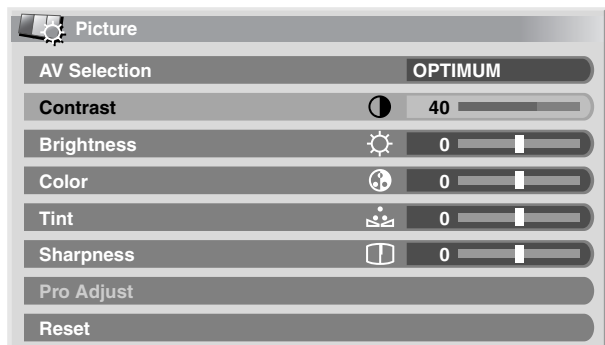 Picture
AV Selection OPTIMUM
Contrast 40
Brightness 0
Color 0
Tint 0
Sharpness 0
Pro Adjust
Reset